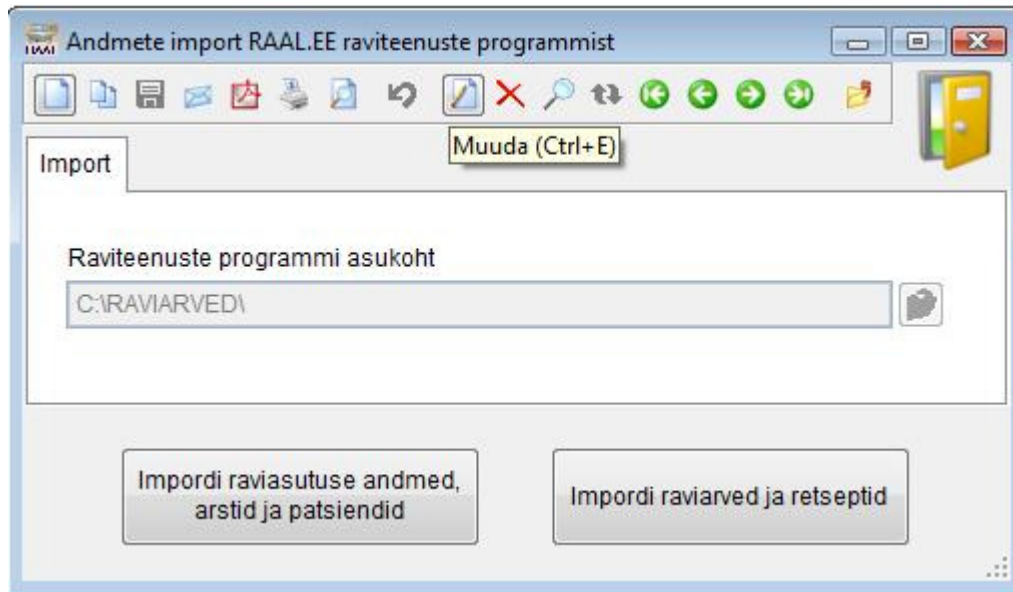 Andmete import RAAL.EE raviteenuste programmist
Muuda (Ctrl+E)
Import
Raviteenuste programmi asukoht
C:\RAVIARVED\
Impordi raviasutuse andmed,
arstid ja patsiendid
Impordi raviarved ja retseptid